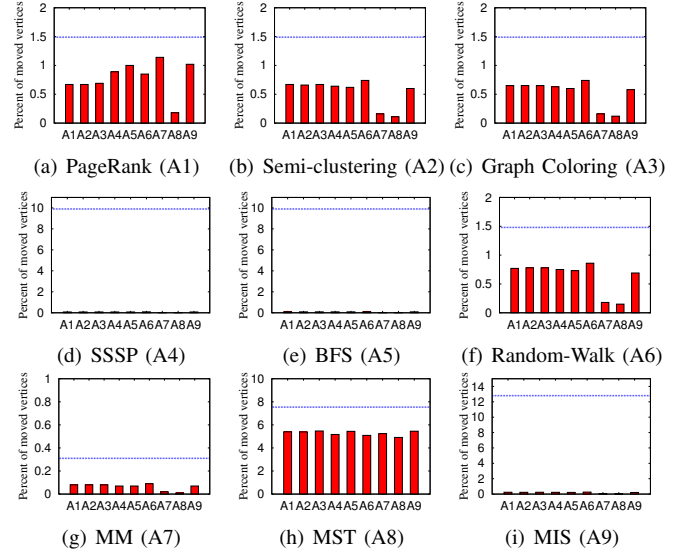 Percent of moved vertices
2
1.5
1
0.5
0
A1A2A3A4A5A6A7A8A9
(a) PageRank (A1)
Percent of moved vertices
2
1.5
1
0.5
0
A1A2A3A4A5A6A7A8A9
(b) Semi-clustering (A2)
Percent of moved vertices
2
1.5
1
0.5
0
A1A2A3A4A5A6A7A8A9
(c) Graph Coloring (A3)
Percent of moved vertices
10
8
6
4
2
0
A1A2A3A4A5A6A7A8A9
(d) SSSP (A4)
Percent of moved vertices
10
8
6
4
2
0
A1A2A3A4A5A6A7A8A9
(e) BFS (A5)
Percent of moved vertices
2
1.5
1
0.5
0
A1A2A3A4A5A6A7A8A9
(f) Random-Walk (A6)
Percent of moved vertices
1
0.8
0.6
0.4
0.2
0
A1A2A3A4A5A6A7A8A9
(g) MM (A7)
Percent of moved vertices
10
8
6
4
2
0
A1A2A3A4A5A6A7A8A9
(h) MST (A8)
Percent of moved vertices
14
12
10
8
6
4
2
0
A1A2A3A4A5A6A7A8A9
(i) MIS (A9)